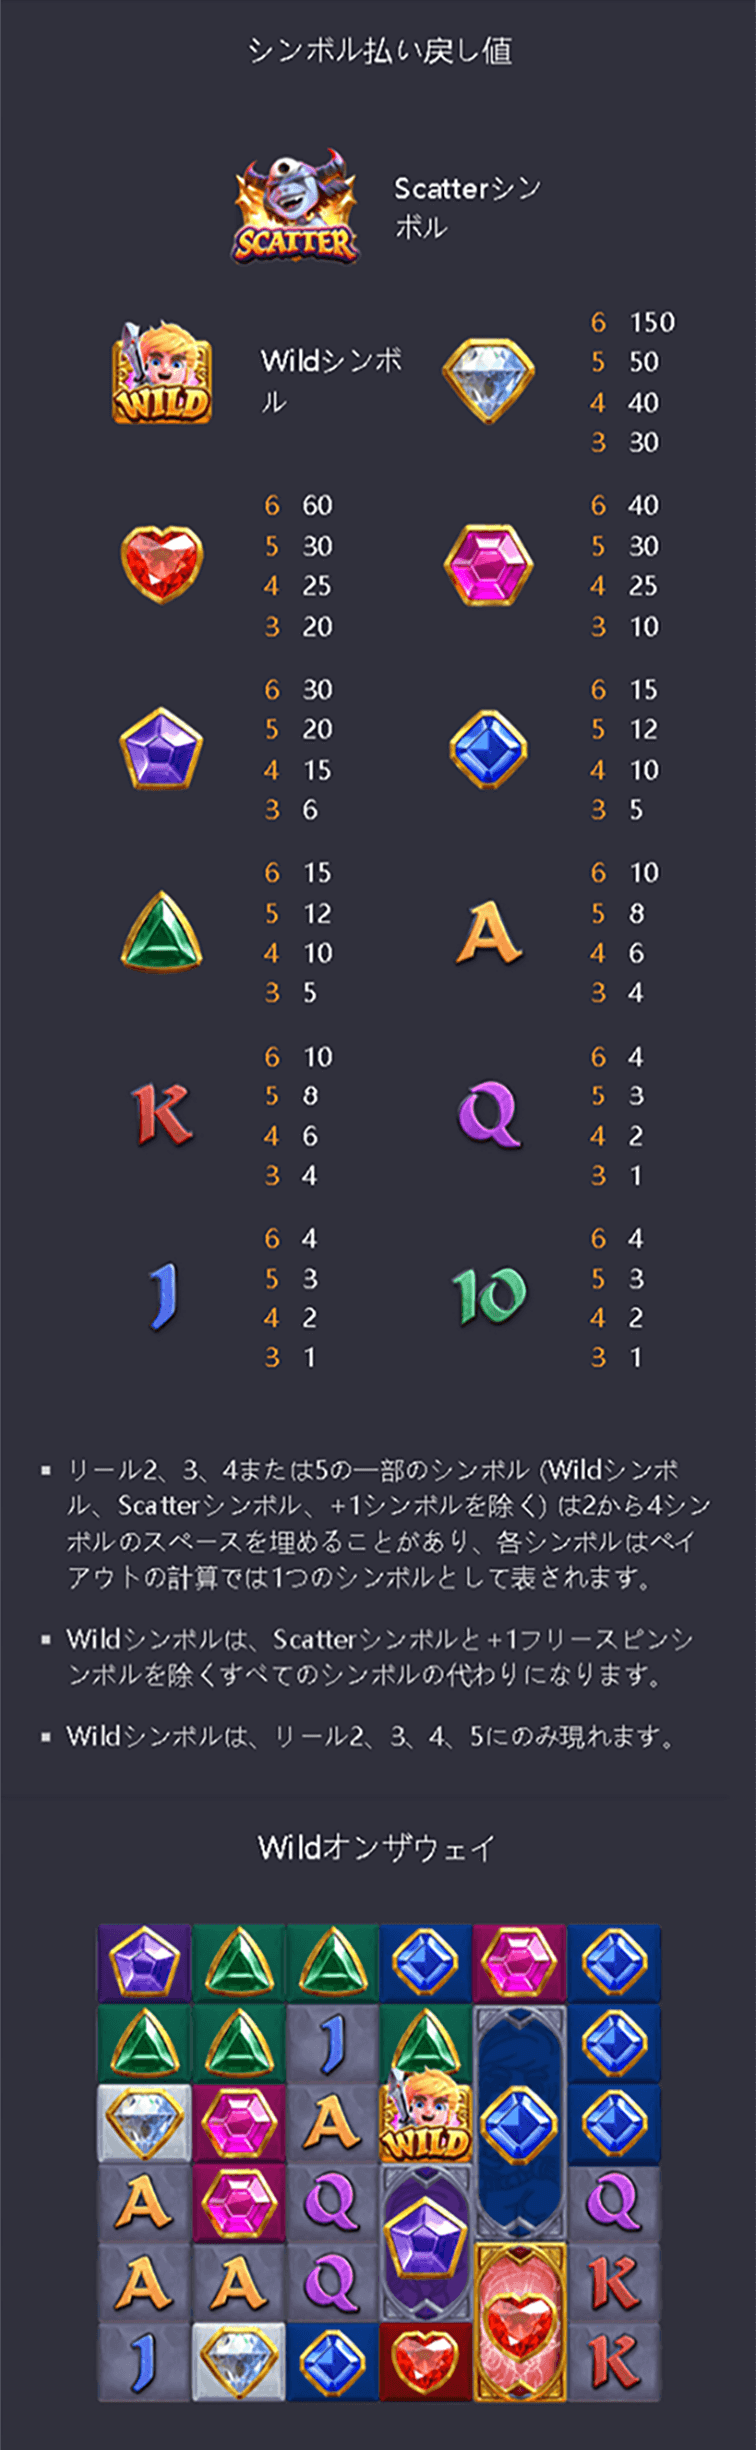 シンボル払い戻し値
SCATTER
Scatterシン
ボル
WILD
Wildシンボ
ル
6 150
5 50
4 40
3 30
6 60
5 30
4 25
3 20
6 40
5 30
4 25
3 10
6 30
5 20
4 15
3 6
6 15
5 12
4 10
3 5
6 15
5 12
4 10
3 5
A
6 10
5 8
4 6
3 4
K
6 10
5 8
4 6
3 4
Q
6 4
5 3
4 2
3 1
J
6 4
5 3
4 2
3 1
10
6 4
5 3
4 2
3 1
▪ リール2、3、4または5の一部のシンボル (Wildシンボ
ル、Scatterシンボル、+1シンボルを除く) は2から4シン
ボルのスペースを埋めることがあり、各シンボルはペイ
アウトの計算では1つのシンボルとして表されます。
▪ Wildシンボルは、Scatterシンボルと+1フリースピンシ
ンボルを除くすべてのシンボルの代わりになります。
▪ Wildシンボルは、リール2、3、4、5にのみ現れます。
Wildオンザウェイ
J
A WILD
A Q Q
A A Q K
J K